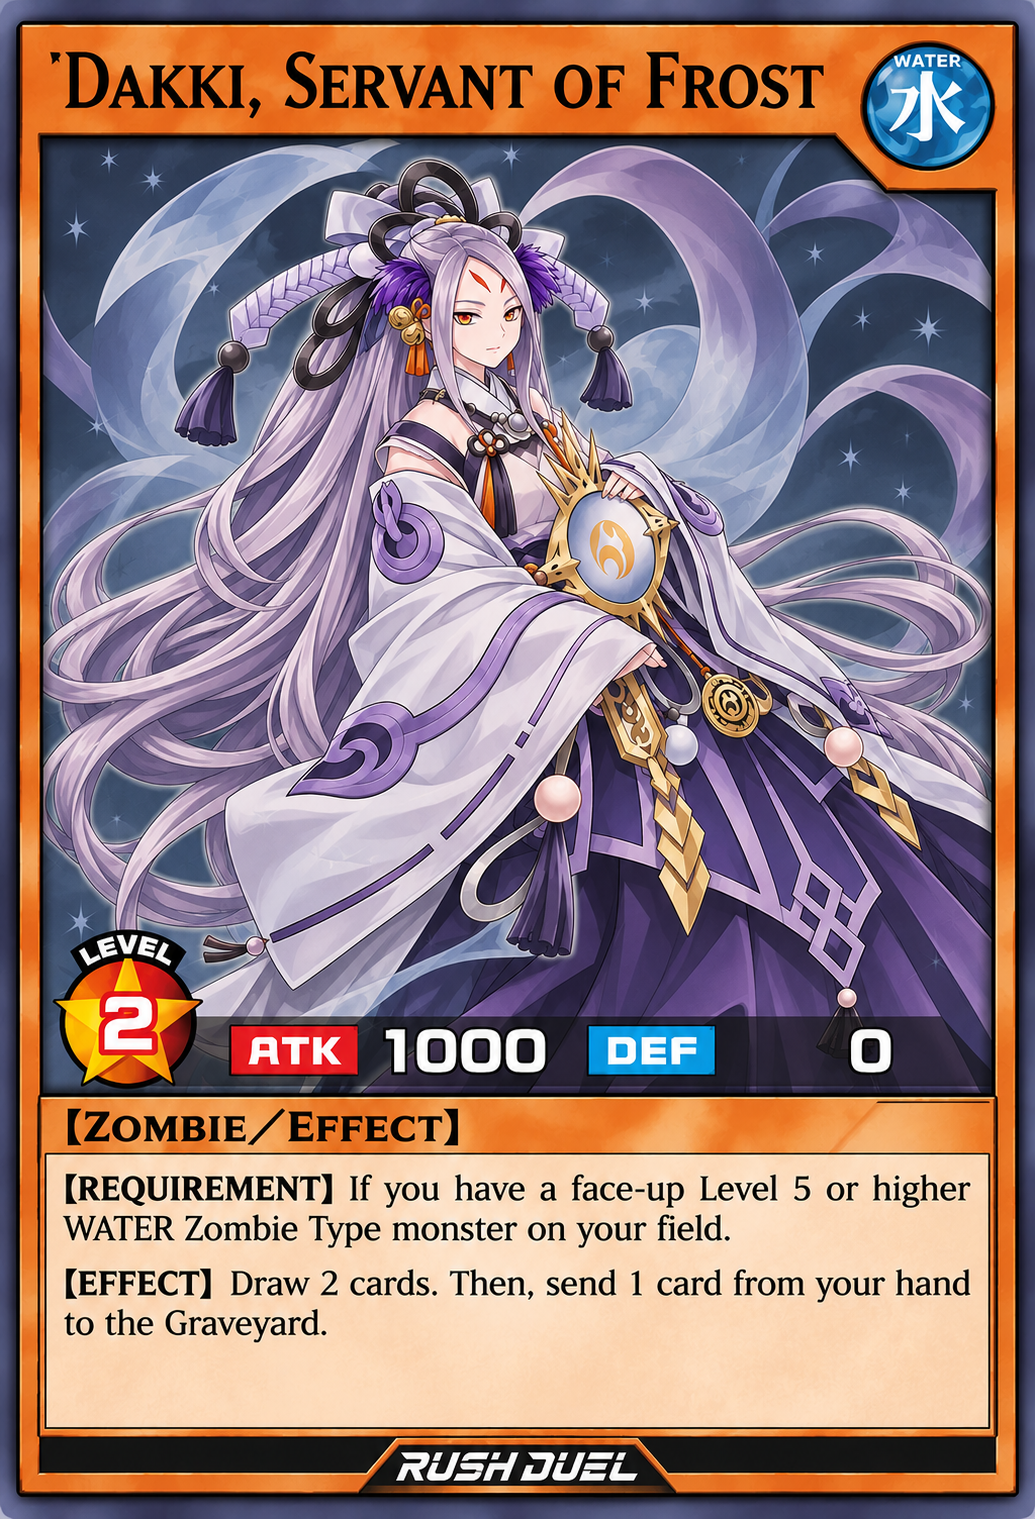 "Dakki, Servant of Frost
WATER
水
LEVEL
2
ATK 1000 DEF 0
【Zombie／Effect】
【REQUIREMENT】 If you have a face-up Level 5 or higher
WATER Zombie Type monster on your field.
【EFFECT】 Draw 2 cards. Then, send 1 card from your hand
to the Graveyard.
RUSH DUEL